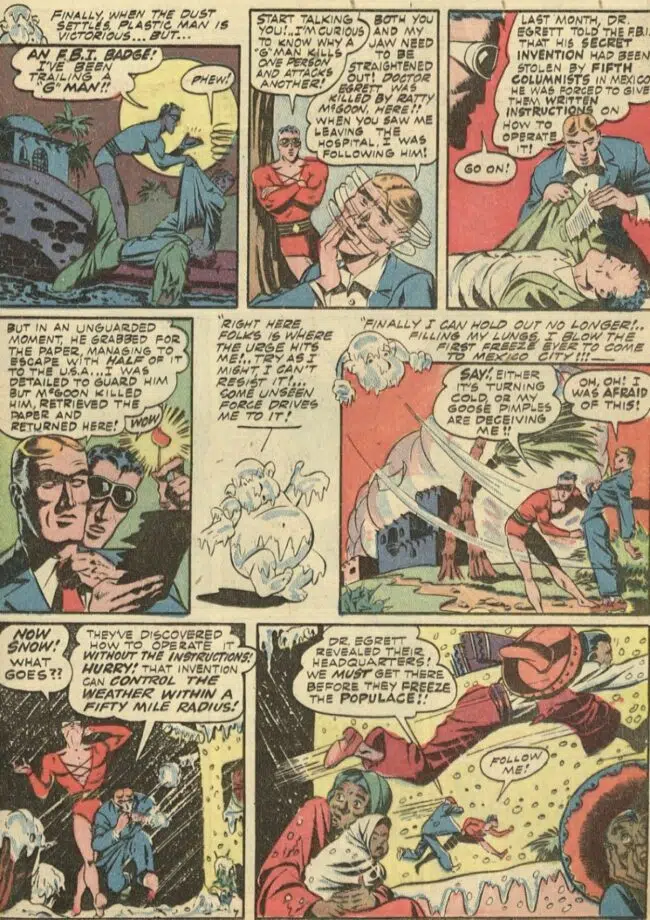 FINALLY, WHEN THE DUST
SETTLES, PLASTIC MAN IS
VICTORIOUS... BUT...
AN F.B.I. BADGE!
I'VE BEEN
TRAILING A
"G" MAN!!
PHEW!
START TALKING
YOU!..I'M CURIOUS
TO KNOW WHY A
"G" MAN KILLS
ONE PERSON
AND ATTACKS
ANOTHER!
BOTH YOU
AND MY
JAW NEED
TO BE
STRAIGHTENED
OUT! DOCTOR
EGRETT WAS
KILLED BY RATTY
McGOON, HERE!!
WHEN YOU SAW ME
LEAVING THE
HOSPITAL, I WAS
FOLLOWING HIM!
LAST MONTH, DR.
EGRETT TOLD THE F.B.I.
THAT HIS SECRET
INVENTION HAD BEEN
STOLEN BY FIFTH
COLUMNISTS IN MEXICO
HE WAS FORCED TO GIVE
THEM WRITTEN
INSTRUCTIONS ON
HOW TO
OPERATE
IT!
GO ON!
BUT IN AN UNGUARDED
MOMENT, HE GRABBED FOR
THE PAPER, MANAGING TO
ESCAPE WITH HALF OF IT
TO THE U.S.A...I WAS
DETAILED TO GUARD HIM
BUT McGOON KILLED
HIM, RETRIEVED THE
PAPER AND
RETURNED HERE!
WOW
"RIGHT HERE
FOLKS IS WHERE
THE URGE HITS
ME!..TRY AS I
MIGHT, I CAN'T
RESIST IT!...
SOME UNSEEN
FORCE DRIVES
ME TO IT!
"FINALLY I CAN HOLD OUT NO LONGER!..
FILLING MY LUNGS, I BLOW THE
FIRST FREEZE EVER TO COME
TO MEXICO CITY!!!
SAY!, EITHER
IT'S TURNING
COLD, OR MY
GOOSE PIMPLES
ARE DECEIVING
ME!!
OH, OH! I
WAS AFRAID
OF THIS!
NOW
SNOW!
WHAT
GOES??
THEY'VE DISCOVERED
HOW TO OPERATE IT
WITHOUT THE INSTRUCTIONS!
HURRY! THAT INVENTION
CAN CONTROL THE
WEATHER WITHIN A
FIFTY MILE RADIUS!
DR. EGRETT
REVEALED THEIR
HEADQUARTERS!
WE MUST GET THERE
BEFORE THEY FREEZE
THE POPULACE!!
FOLLOW
ME!